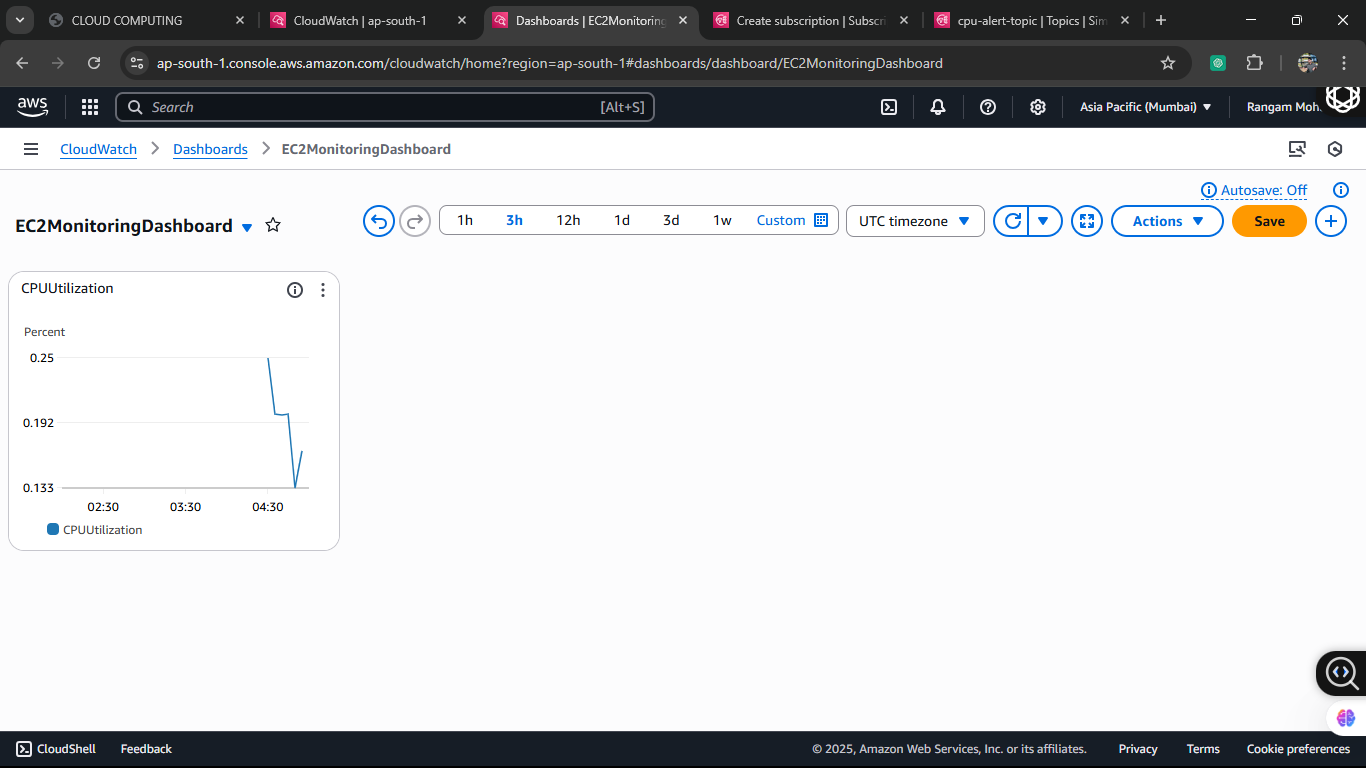 CLOUD COMPUTING
CloudWatch | ap-south-1
Dashboards | EC2Monitoring
Create subscription | Subscri
cpu-alert-topic | Topics | Sim
ap-south-1.console.aws.amazon.com/cloudwatch/home?region=ap-south-1#dashboards/dashboard/EC2MonitoringDashboard
aws
Search
[Alt+S]
Asia Pacific (Mumbai)
Rangam Moh
CloudWatch
Dashboards
EC2MonitoringDashboard
Autosave: Off
EC2MonitoringDashboard
1h
3h
12h
1d
3d
1w
Custom
UTC timezone
Actions
Save
CPUUtilization
Percent
0.25
0.192
0.133
02:30
03:30
04:30
CPUUtilization
CloudShell
Feedback
© 2025, Amazon Web Services, Inc. or its affiliates.
Privacy
Terms
Cookie preferences